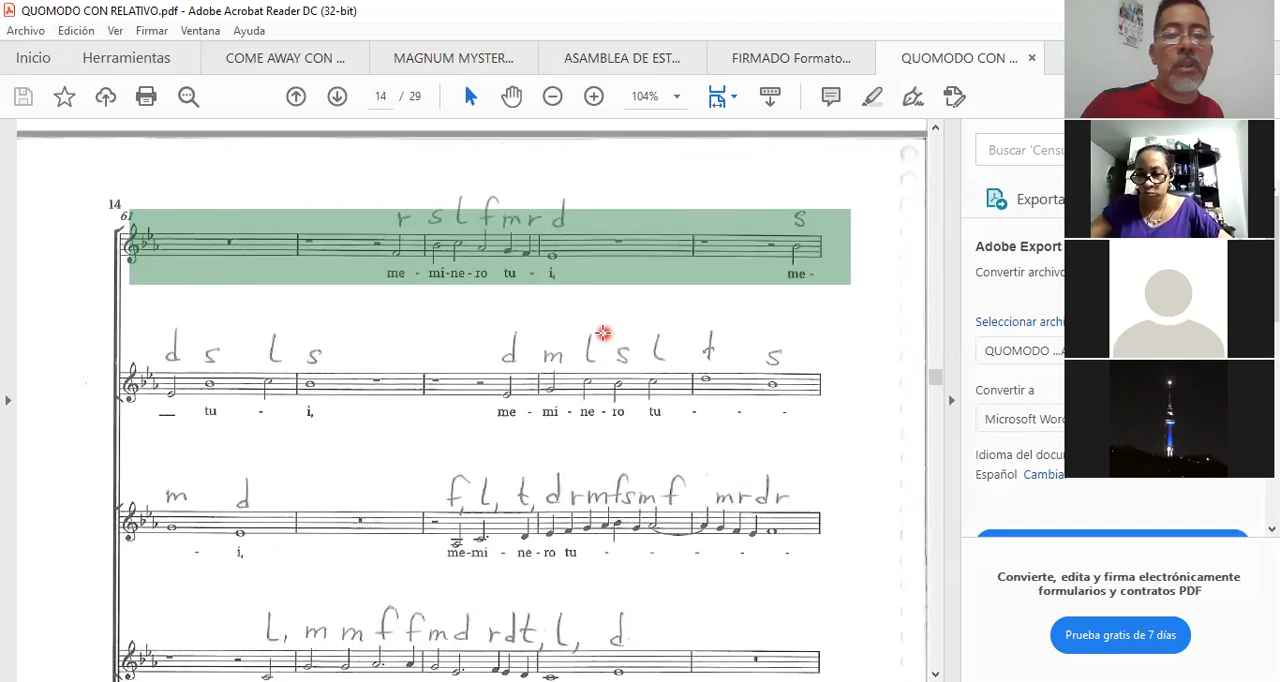 QUOMODO CON RELATIVO.pdf - Adobe Acrobat Reader DC (32-bit)
Archivo Edición Ver Firmar Ventana Ayuda
Inicio Herramientas COME AWAY CON ... MAGNUM MYSTER... ASAMBLEA DE EST... FIRMADO Formato... QUOMODO CON ... ×
14 / 29 104%
Buscar 'Censu
Exporta
Adobe Export
Convertir archivo
Seleccionar archi
QUOMODO ...A
Convertir a
Microsoft Word
Idioma del docum
Español Cambiar
Convierte, edita y firma electrónicamente
formularios y contratos PDF
Prueba gratis de 7 días
14
61
r s l f m r d s
me - mi-ne-ro tu - i, me -
d s l s d m l s l t s
tu - i, me - mi - ne - ro tu - - -
m d f, l, t, d r m f s m f m r d r
- i, me-mi - ne - ro tu - - - - -
l, m m f f m d r d t, l, d